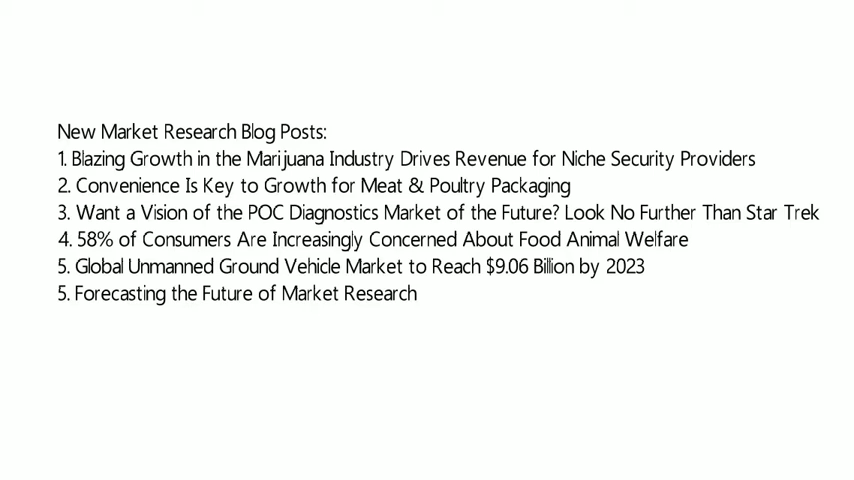 New Market Research Blog Posts:
1. Blazing Growth in the Marijuana Industry Drives Revenue for Niche Security Providers
2. Convenience Is Key to Growth for Meat & Poultry Packaging
3. Want a Vision of the POC Diagnostics Market of the Future? Look No Further Than Star Trek
4. 58% of Consumers Are Increasingly Concerned About Food Animal Welfare
5. Global Unmanned Ground Vehicle Market to Reach $9.06 Billion by 2023
5. Forecasting the Future of Market Research